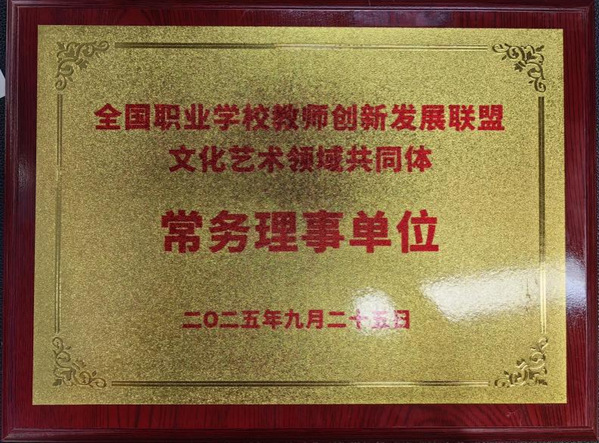 全国职业学校教师创新发展联盟
文化艺术领域共同体
常务理事单位
二〇二五年九月二十五日